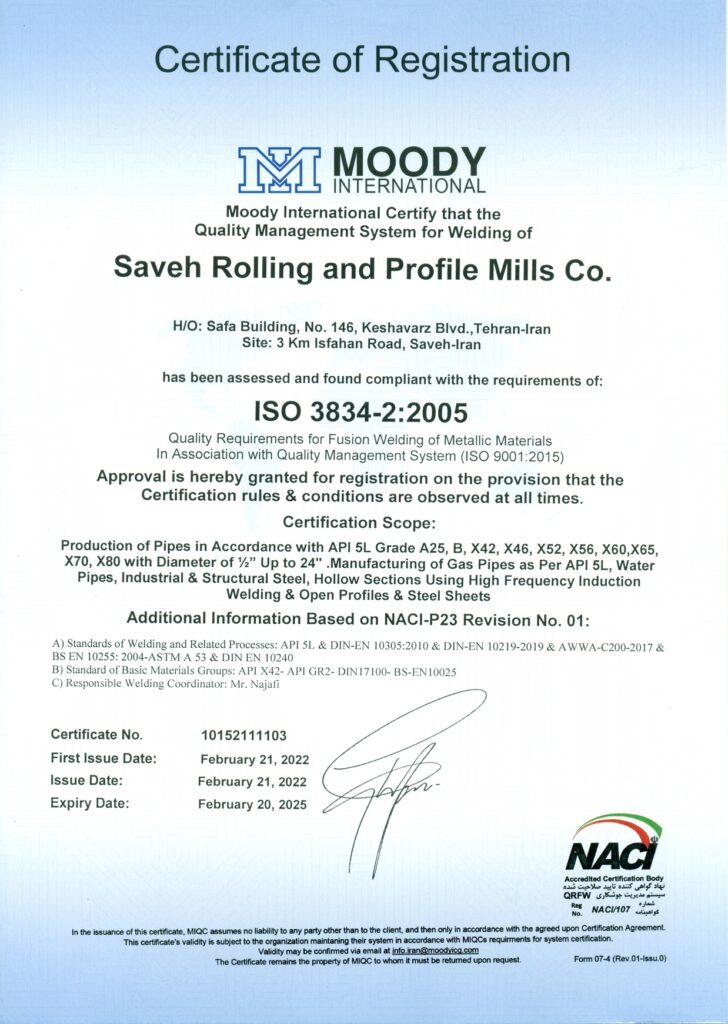 Certificate of Registration
MOODY
INTERNATIONAL
Moody International Certify that the
Quality Management System for Welding of
Saveh Rolling and Profile Mills Co.
H/O: Safa Building, No. 146, Keshavarz Blvd.,Tehran-Iran
Site: 3 Km Isfahan Road, Saveh-Iran
has been assessed and found compliant with the requirements of:
ISO 3834-2:2005
Quality Requirements for Fusion Welding of Metallic Materials
In Association with Quality Management System (ISO 9001:2015)
Approval is hereby granted for registration on the provision that the
Certification rules & conditions are observed at all times.
Certification Scope:
Production of Pipes in Accordance with API 5L Grade A25, B, X42, X46, X52, X56, X60,X65,
X70, X80 with Diameter of ½” Up to 24" .Manufacturing of Gas Pipes as Per API 5L, Water
Pipes, Industrial & Structural Steel, Hollow Sections Using High Frequency Induction
Welding & Open Profiles & Steel Sheets
Additional Information Based on NACI-P23 Revision No. 01:
A) Standards of Welding and Related Processes: API 5L & DIN-EN 10305:2010 & DIN-EN 10219-2019 & AWWA-C200-2017 &
BS EN 10255: 2004-ASTM A 53 & DIN EN 10240
B) Standard of Basic Materials Groups: API X42- API GR2- DIN17100- BS-EN10025
C) Responsible Welding Coordinator: Mr. Najafi
Certificate No. 10152111103
First Issue Date: February 21, 2022
Issue Date: February 21, 2022
Expiry Date: February 20, 2025
NACI
Accredited Certification Body
نهاد گواهی کننده تایید صلاحیت شده
QRFW سیستم مدیریت جوشکاری
Reg No. NACI/107 شماره گواهینامه
In the issuance of this certificate, MIQC assumes no liability to any party other than to the client, and then only in accordance with the agreed upon Certification Agreement.
This certificate's validity is subject to the organization maintaning their system in accordance with MIQCs requirments for system certification.
Validity may be confirmed via email at info.iran@moodyicg.com
The Certificate remains the property of MIQC to whom it must be returned upon request.
Form 07-4 (Rev.01-Issu.0)